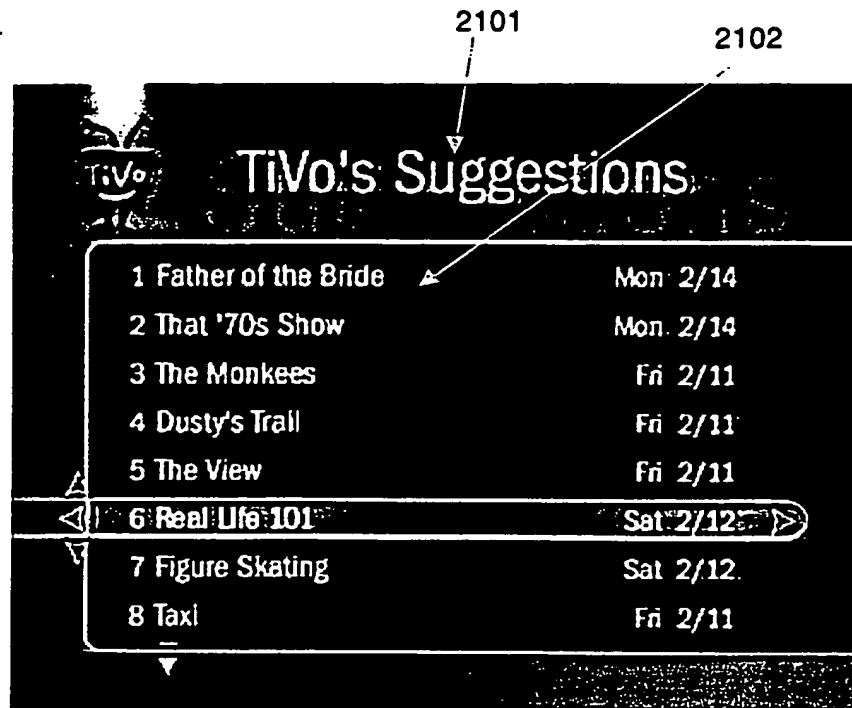 2101
2102
TiVo
TiVo's Suggestions
1 Father of the Bride Mon 2/14
2 That '70s Show Mon 2/14
3 The Monkees Fri 2/11
4 Dusty's Trail Fri 2/11
5 The View Fri 2/11
6 Real Life 101 Sat 2/12
7 Figure Skating Sat 2/12
8 Taxi Fri 2/11